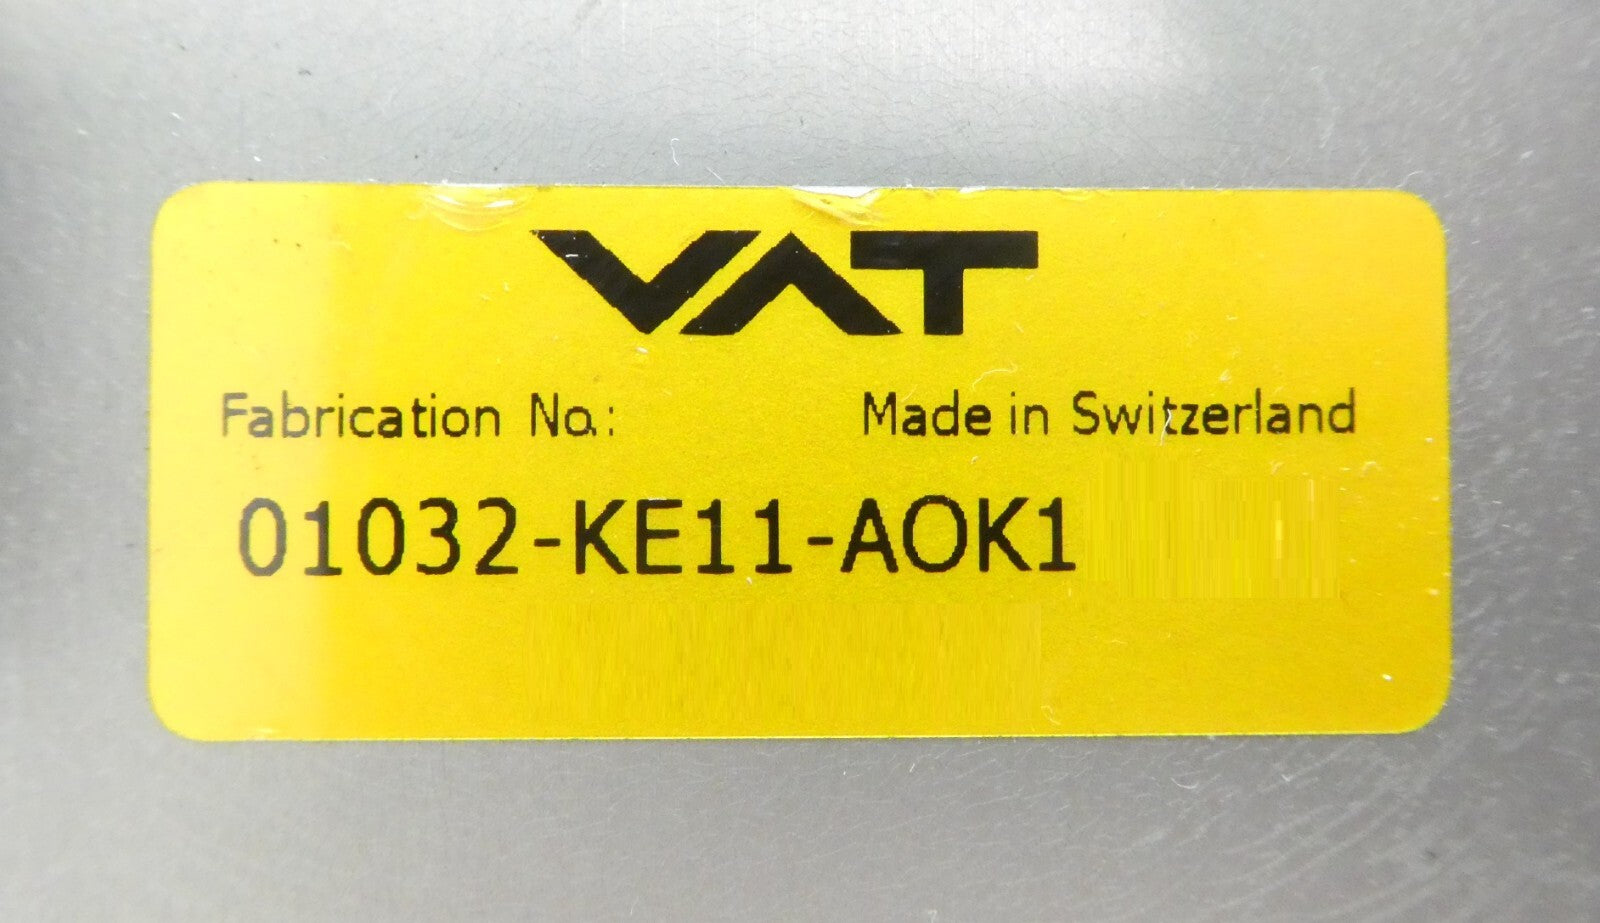 VAT
Fabrication No.: Made in Switzerland
01032-KE11-AOK1